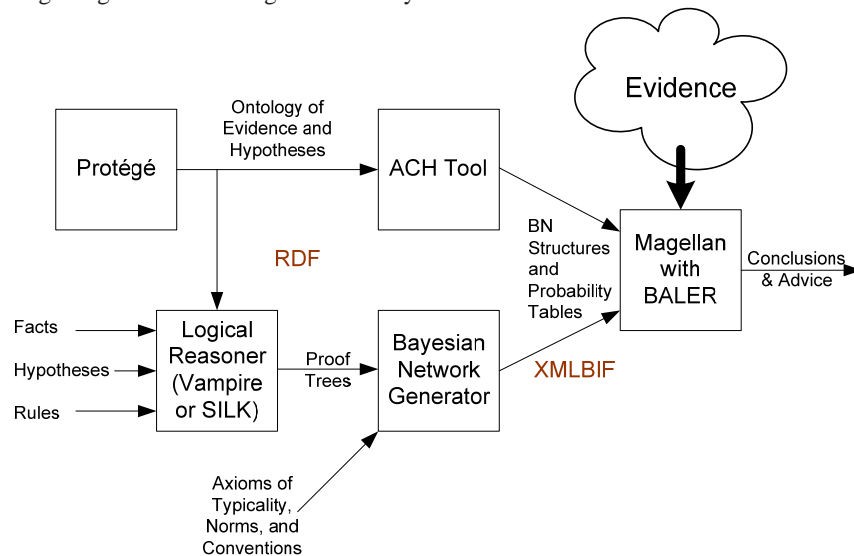 Evidence
Ontology of
Evidence and
Hypotheses
Protégé
ACH Tool
BN
Structures
and
Probability
Tables
Magellan
with
BALER
Conclusions
& Advice
RDF
Facts
Hypotheses
Rules
Logical
Reasoner
(Vampire
or SILK)
Proof
Trees
Bayesian
Network
Generator
XMLBIF
Axioms of
Typicality,
Norms, and
Conventions